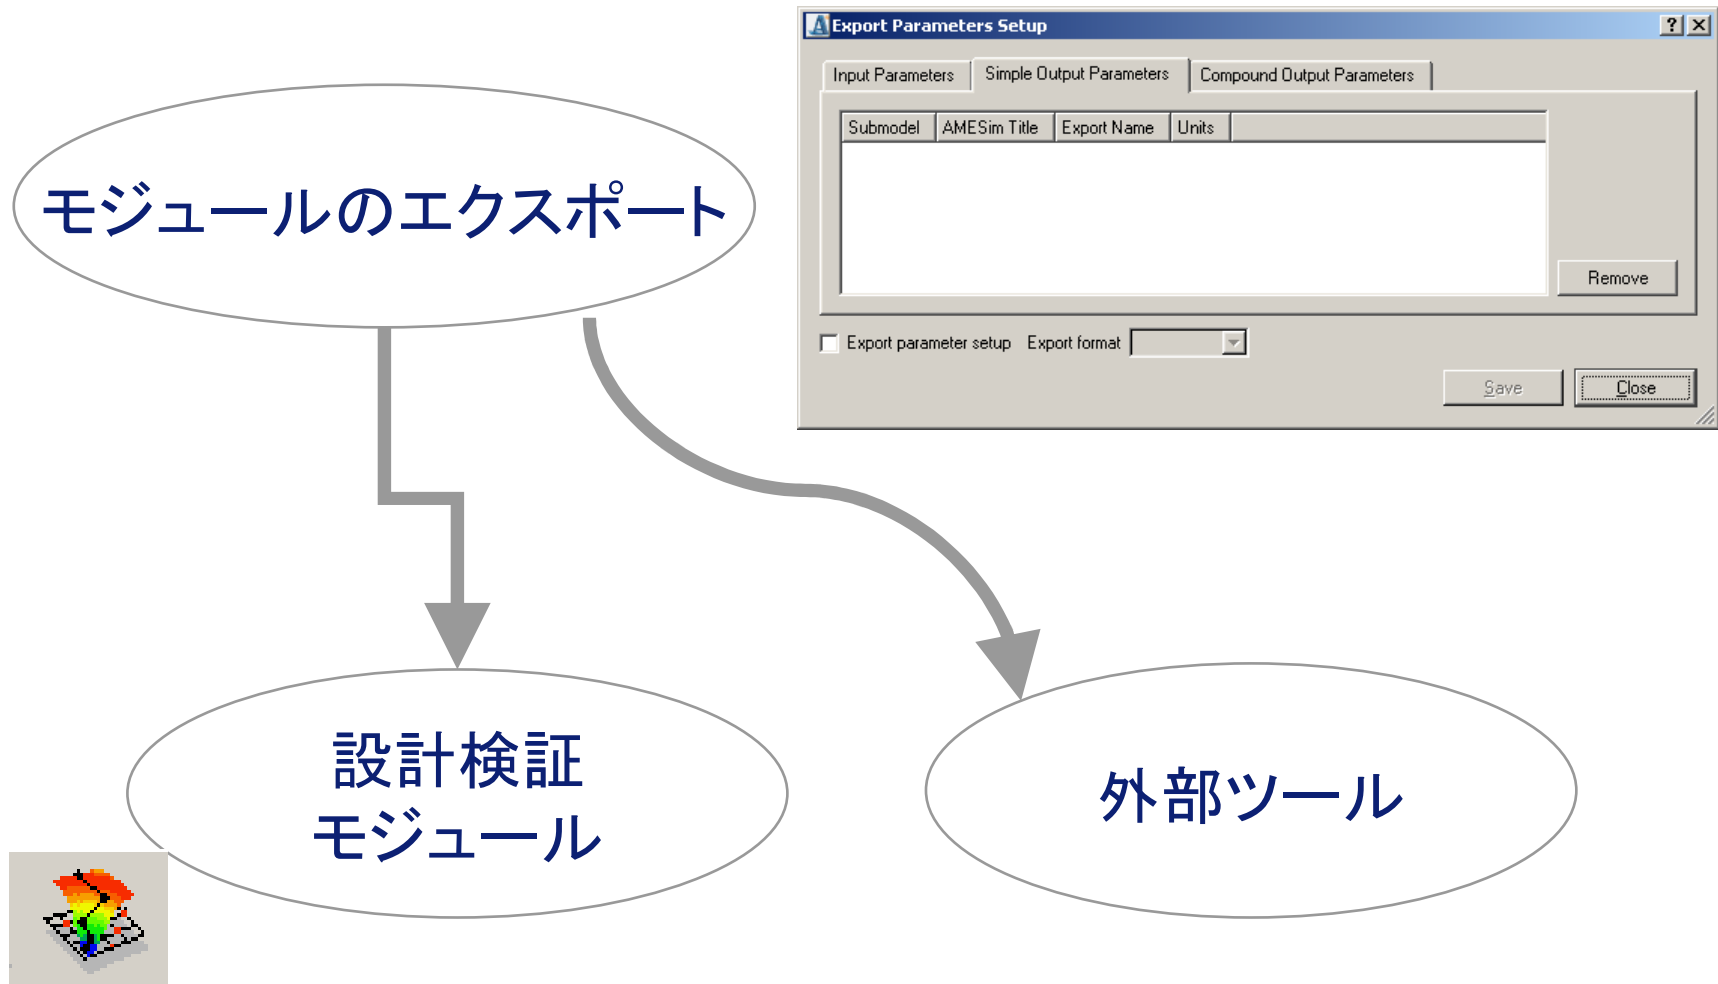 Export Parameters Setup
Input Parameters Simple Output Parameters Compound Output Parameters
Submodel AMESim Title Export Name Units
Remove
Export parameter setup Export format
Save Close
モジュールのエクスポート
設計検証
モジュール
外部ツール